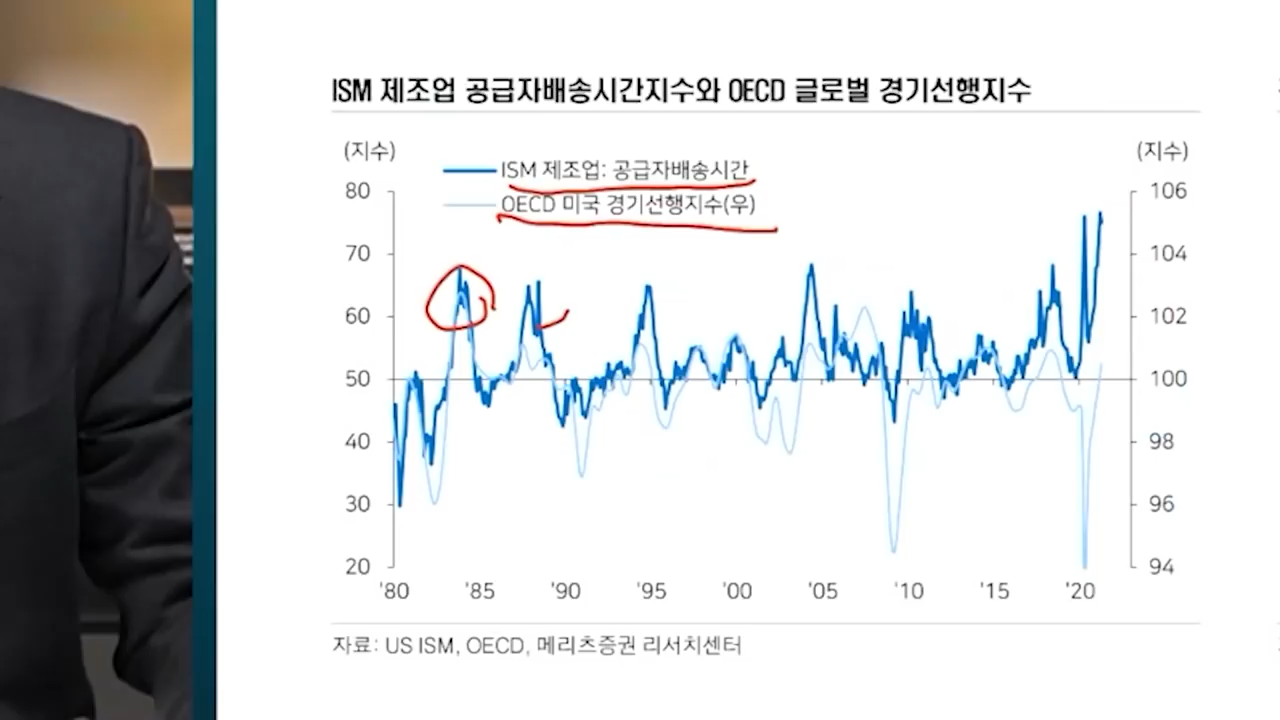 ISM 제조업 공급자배송시간지수와 OECD 글로벌 경기선행지수
(지수)
(지수)
ISM 제조업: 공급자배송시간
OECD 미국 경기선행지수(우)
80
70
60
50
40
30
20
106
104
102
100
98
96
94
'80 '85 '90 '95 '00 '05 '10 '15 '20
자료: US ISM, OECD, 메리츠증권 리서치센터